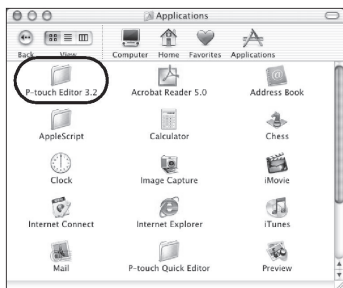 Applications
Back View Computer Home Favorites Applications
P-touch Editor 3.2 Acrobat Reader 5.0 Address Book
AppleScript Calculator Chess
Clock Image Capture iMovie
Internet Connect Internet Explorer iTunes
Mail P-touch Quick Editor Preview